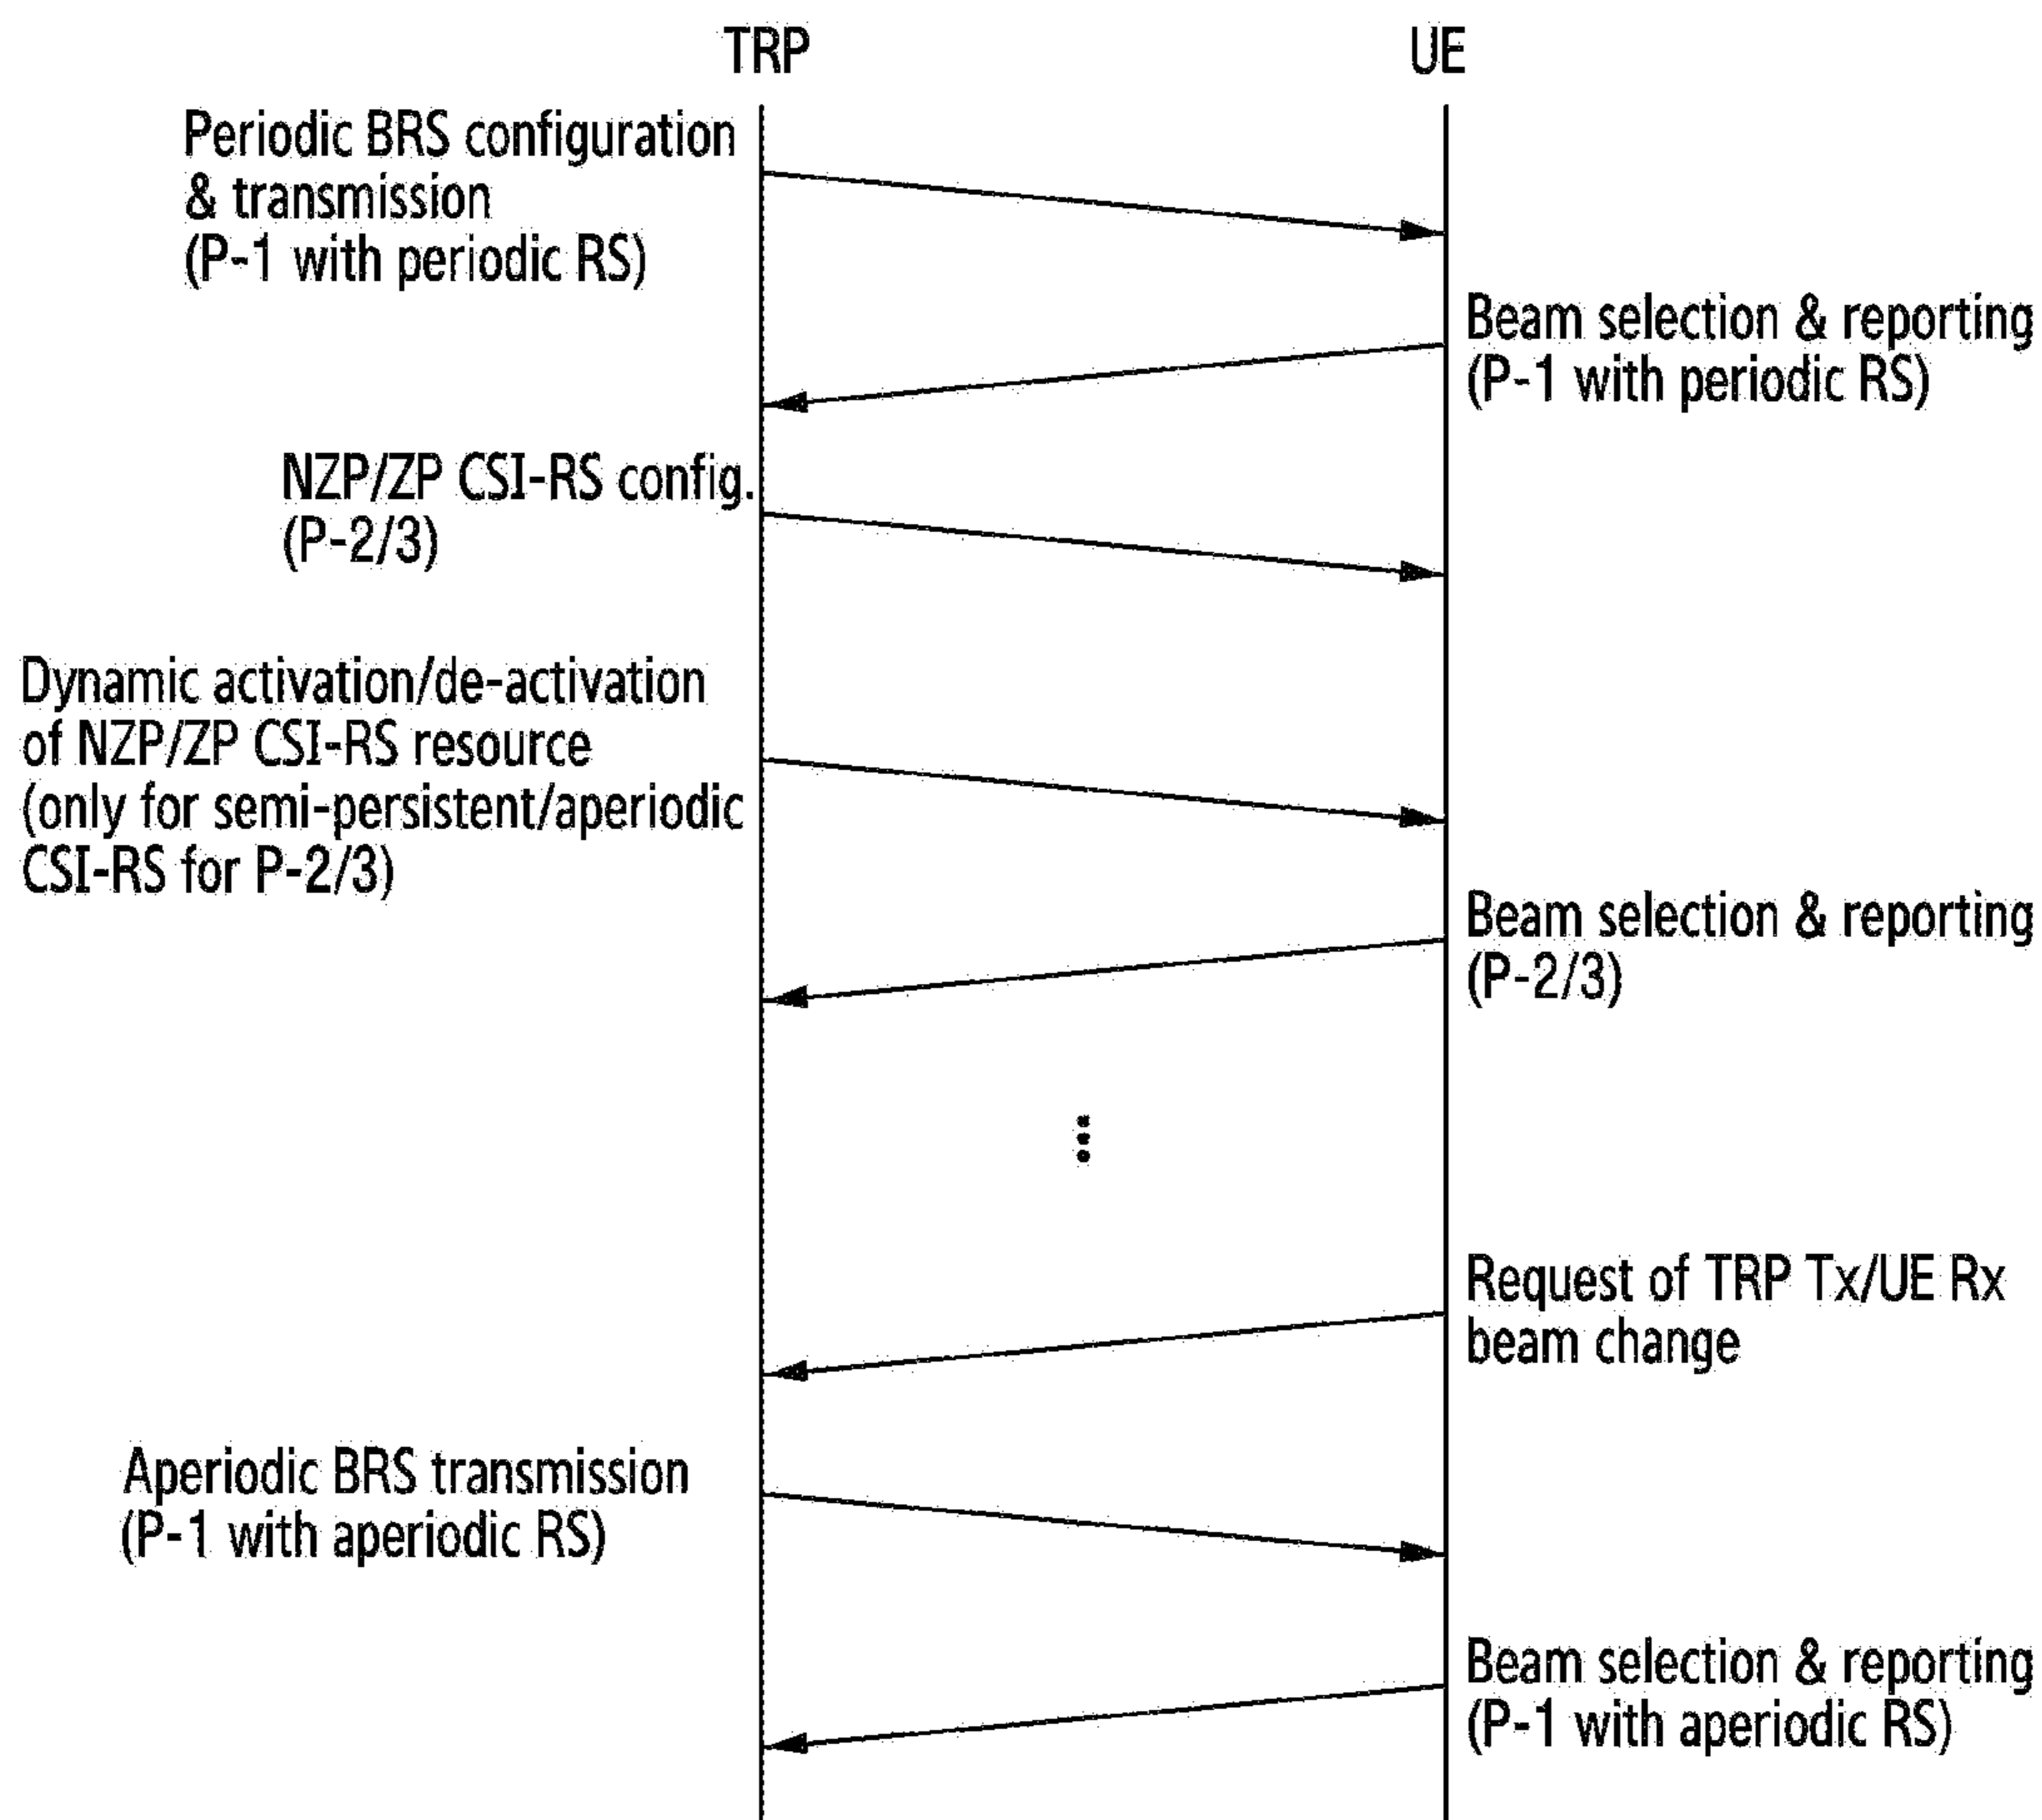 TRP
UE
Periodic BRS configuration
& transmission
(P-1 with periodic RS)
Beam selection & reporting
(P-1 with periodic RS)
NZP/ZP CSI-RS config.
(P-2/3)
Dynamic activation/de-activation
of NZP/ZP CSI-RS resource
(only for semi-persistent/aperiodic
CSI-RS for P-2/3)
Beam selection & reporting
(P-2/3)
Request of TRP Tx/UE Rx
beam change
Aperiodic BRS transmission
(P-1 with aperiodic RS)
Beam selection & reporting
(P-1 with aperiodic RS)